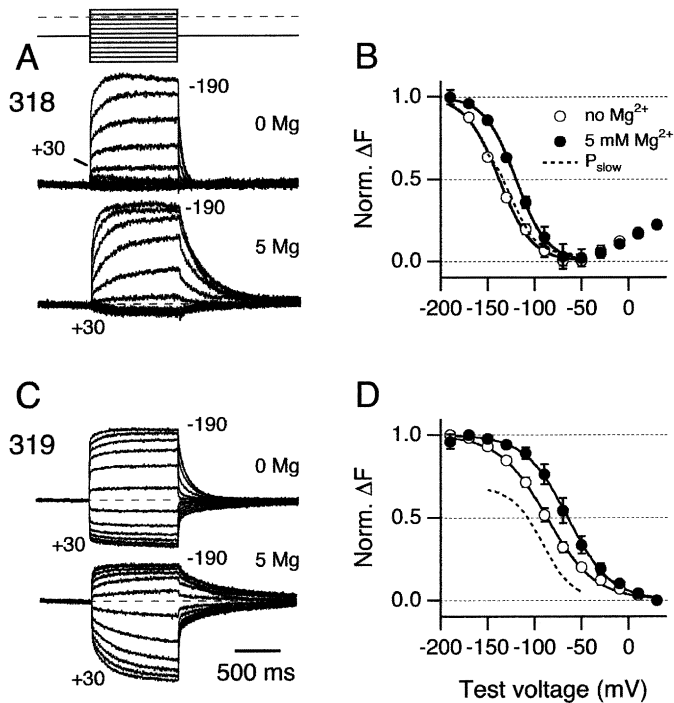 A
318
-190
0 Mg
+30
-190
5 Mg
+30
B
Norm. ΔF
1.0
0.5
0.0
no Mg²⁺
5 mM Mg²⁺
Pslow
-200 -150 -100 -50 0
C
319
-190
0 Mg
+30
-190
5 Mg
+30
500 ms
D
Norm. ΔF
1.0
0.5
0.0
-200 -150 -100 -50 0
Test voltage (mV)